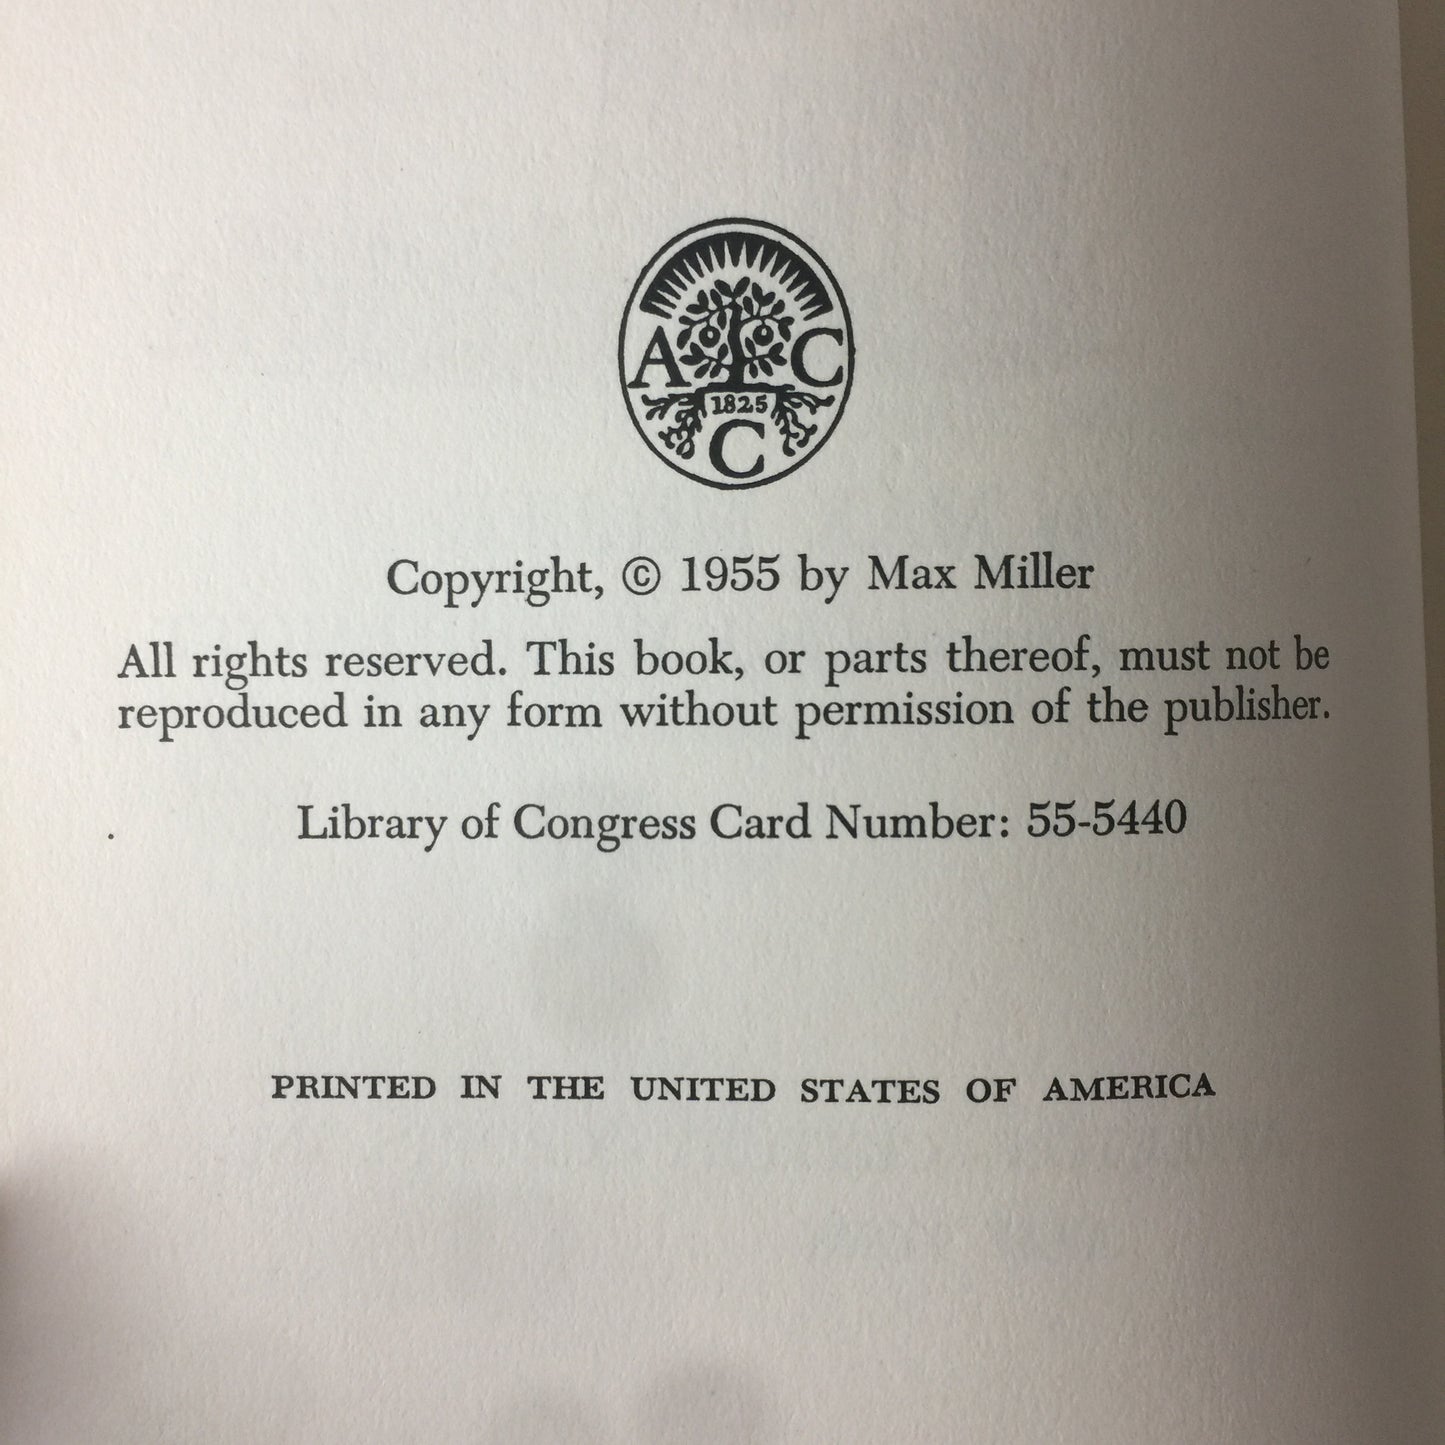 A C
1825
C
Copyright, © 1955 by Max Miller
All rights reserved. This book, or parts thereof, must not be
reproduced in any form without permission of the publisher.
Library of Congress Card Number: 55-5440
PRINTED IN THE UNITED STATES OF AMERICA